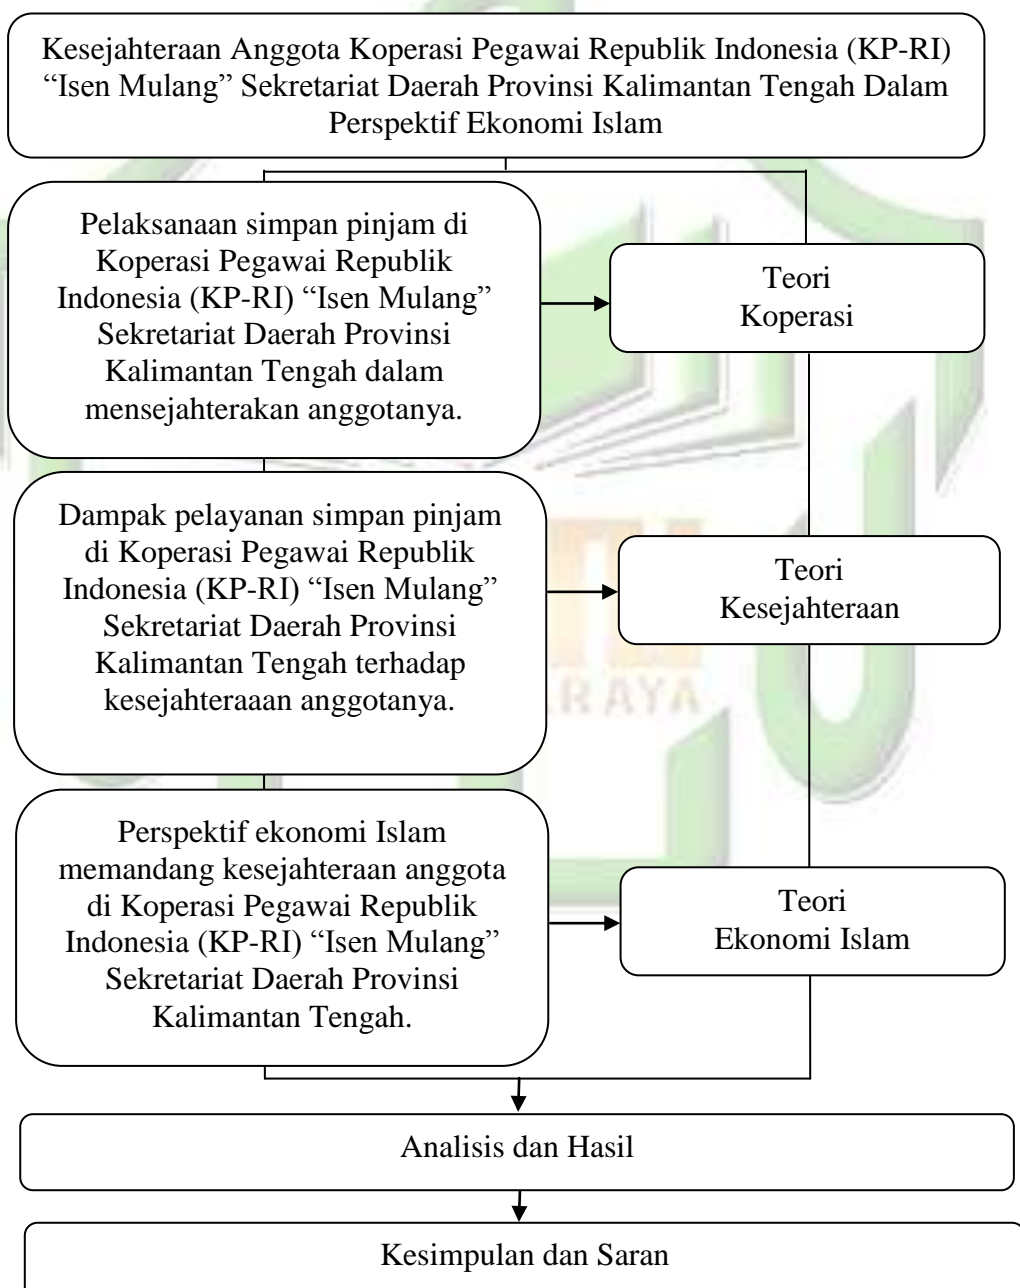 Kesejahteraan Anggota Koperasi Pegawai Republik Indonesia (KP-RI)
“Isen Mulang” Sekretariat Daerah Provinsi Kalimantan Tengah Dalam
Perspektif Ekonomi Islam
Pelaksanaan simpan pinjam di
Koperasi Pegawai Republik
Indonesia (KP-RI) “Isen Mulang”
Sekretariat Daerah Provinsi
Kalimantan Tengah dalam
mensejahterakan anggotanya.
Teori
Koperasi
Dampak pelayanan simpan pinjam
di Koperasi Pegawai Republik
Indonesia (KP-RI) “Isen Mulang”
Sekretariat Daerah Provinsi
Kalimantan Tengah terhadap
kesejahteraaan anggotanya.
Teori
Kesejahteraan
Perspektif ekonomi Islam
memandang kesejahteraan anggota
di Koperasi Pegawai Republik
Indonesia (KP-RI) “Isen Mulang”
Sekretariat Daerah Provinsi
Kalimantan Tengah.
Teori
Ekonomi Islam
Analisis dan Hasil
Kesimpulan dan Saran